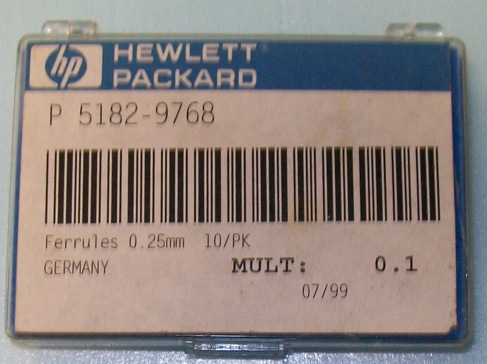 hp HEWLETT®
PACKARD
P 5182-9768
Ferrules 0.25mm 10/PK
GERMANY MULT: 0.1
07/99